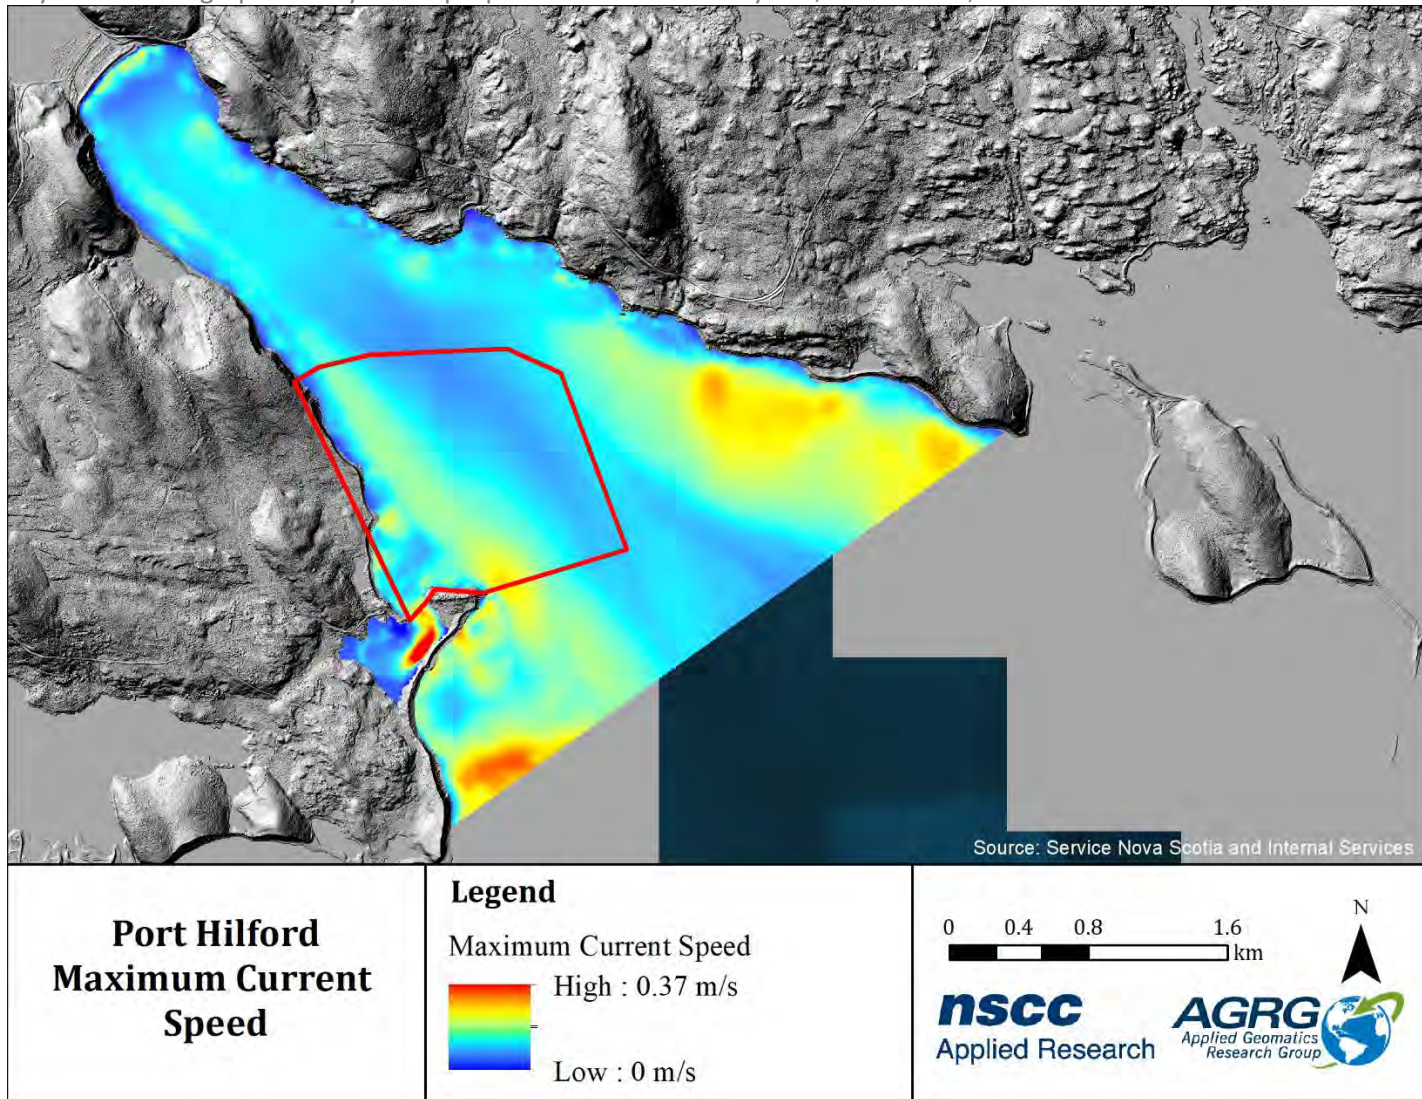 Source: Service Nova Scotia and Internal Services
Port Hilford
Maximum Current
Speed
Legend
Maximum Current Speed
High : 0.37 m/s
Low : 0 m/s
0 0.4 0.8 1.6
km
N
nscc
Applied Research
AGRG
Applied Geomatics
Research Group